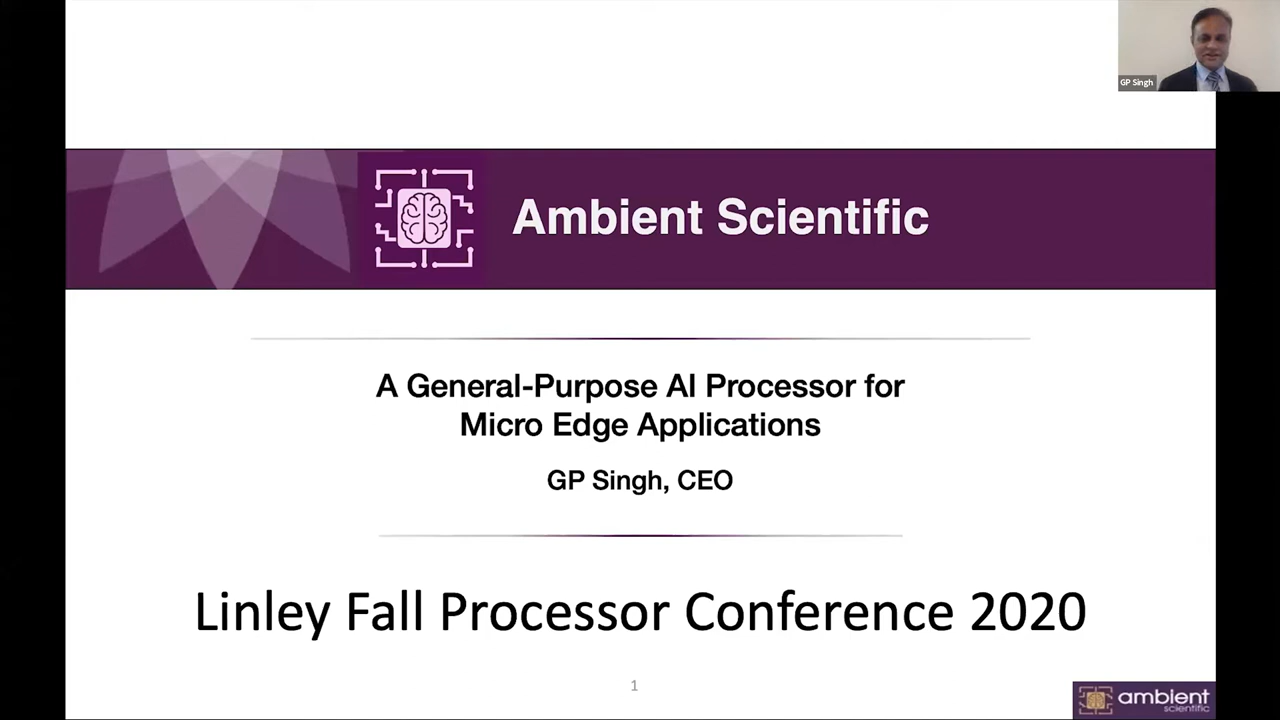 GP Singh
Ambient Scientific
A General-Purpose AI Processor for
Micro Edge Applications
GP Singh, CEO
Linley Fall Processor Conference 2020
1
ambient
scientific